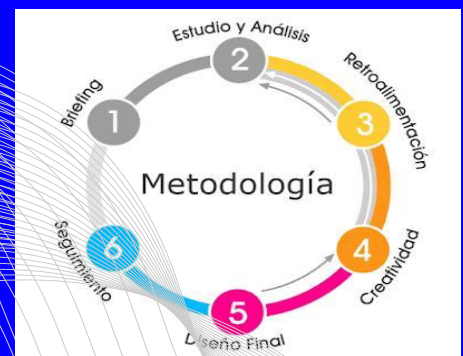 Metodología
1
Briefing
2
Estudio y Análisis
3
Retroalimentación
4
Creatividad
5
Diseño Final
6
Seguimiento